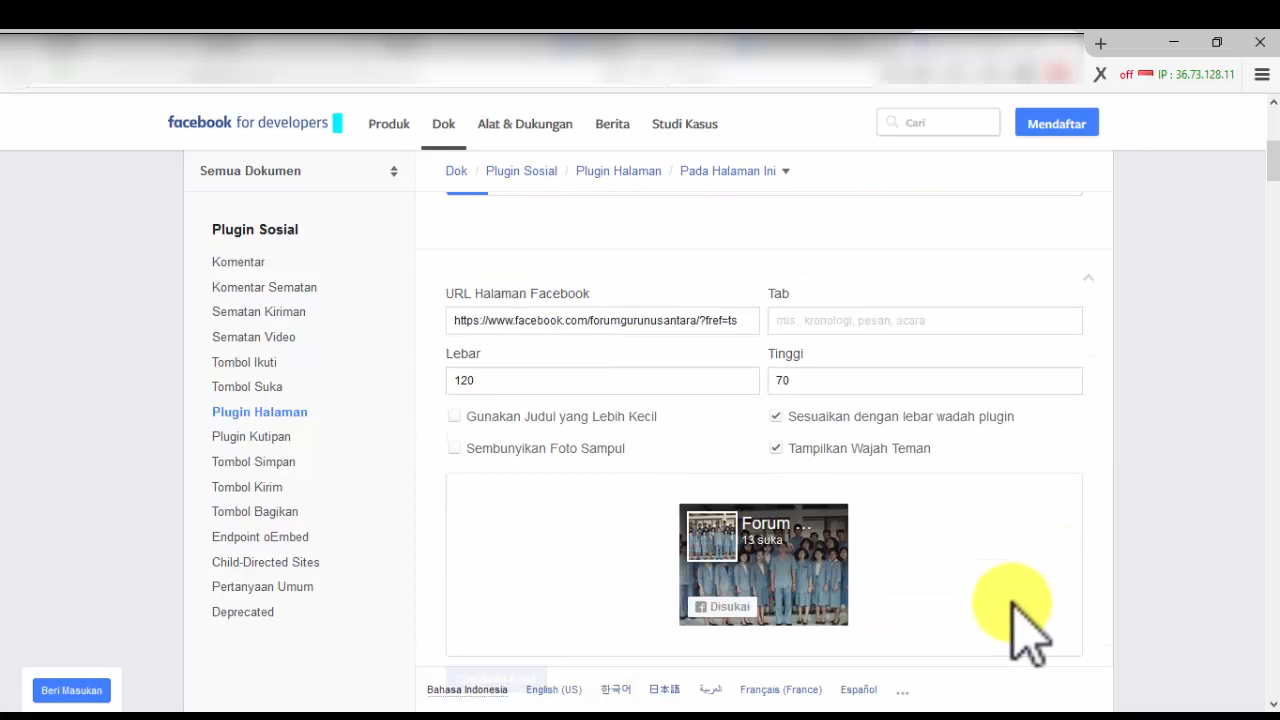 off IP : 36.73.128.11
facebook for developers Produk Dok Alat & Dukungan Berita Studi Kasus Cari Mendaftar
Semua Dokumen
Dok / Plugin Sosial / Plugin Halaman / Pada Halaman Ini
Plugin Sosial
Komentar
Komentar Sematan
Sematan Kiriman
Sematan Video
Tombol Ikuti
Tombol Suka
Plugin Halaman
Plugin Kutipan
Tombol Simpan
Tombol Kirim
Tombol Bagikan
Endpoint oEmbed
Child-Directed Sites
Pertanyaan Umum
Deprecated
URL Halaman Facebook Tab
https://www.facebook.com/forumgurunusantara/?fref=ts mis., kronologi, pesan, acara
Lebar Tinggi
120 70
Gunakan Judul yang Lebih Kecil Sesuaikan dengan lebar wadah plugin
Sembunyikan Foto Sampul Tampilkan Wajah Teman
Forum ...
13 suka
Disukai
Beri Masukan
Bahasa Indonesia English (US) 한국어 日本語 العربية Français (France) Español ...